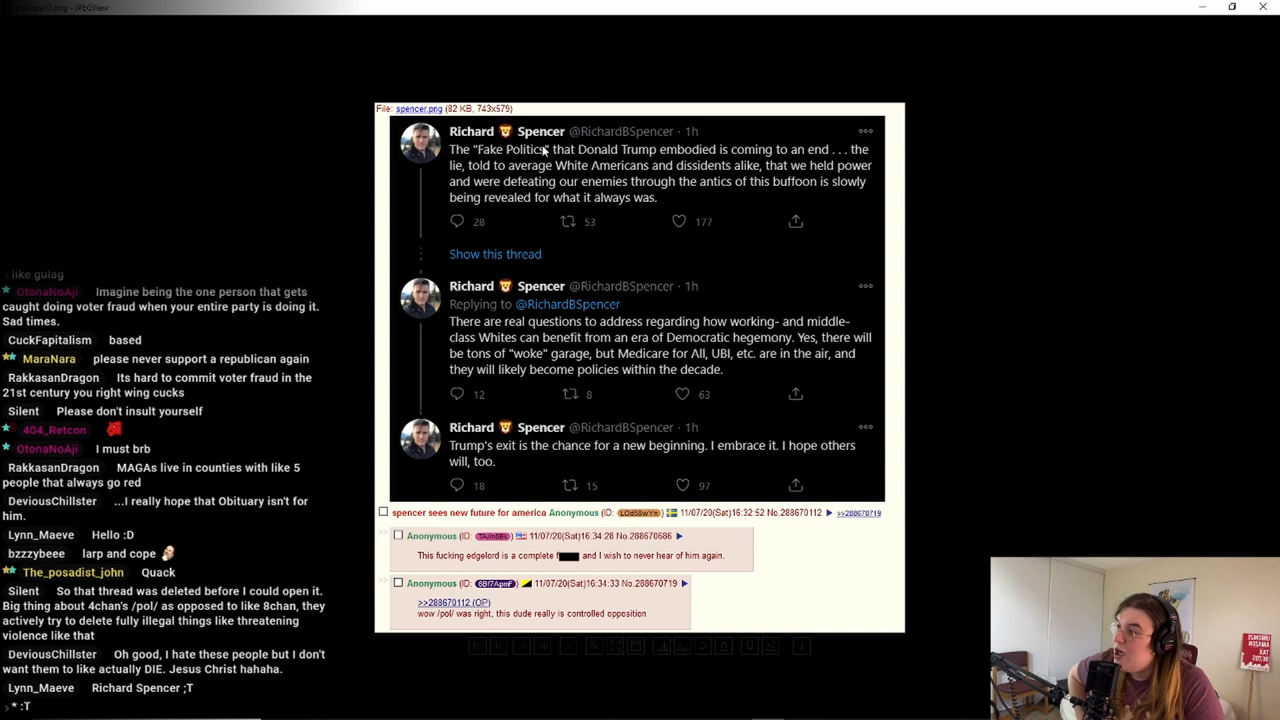 - JPEGView
File: spencer.png (82 KB, 743x579)
Richard Spencer @RichardBSpencer · 1h
The "Fake Politics" that Donald Trump embodied is coming to an end . . . the
lie, told to average White Americans and dissidents alike, that we held power
and were defeating our enemies through the antics of this buffoon is slowly
being revealed for what it always was.
28 53 177
Show this thread
Richard Spencer @RichardBSpencer · 1h
Replying to @RichardBSpencer
There are real questions to address regarding how working- and middle-
class Whites can benefit from an era of Democratic hegemony. Yes, there will
be tons of "woke" garage, but Medicare for All, UBI, etc. are in the air, and
they will likely become policies within the decade.
12 8 63
Richard Spencer @RichardBSpencer · 1h
Trump's exit is the chance for a new beginning. I embrace it. I hope others
will, too.
18 15 97
spencer sees new future for america Anonymous (ID: LOd58wYn) 11/07/20(Sat)16:32:52 No.288670112 ▶ >>288670719
>> Anonymous (ID: ) 11/07/20(Sat)16:34:28 No.288670686 ▶
This fucking edgelord is a complete f and I wish to never hear of him again.
>> Anonymous (ID: 6Bf7ApmF) 11/07/20(Sat)16:34:33 No.288670719 ▶
>>288670112 (OP)
wow /pol/ was right, this dude really is controlled opposition
like gulag
OtonaNoAji Imagine being the one person that gets
caught doing voter fraud when your entire party is doing it.
Sad times.
CuckFapitalism based
MaraNara please never support a republican again
RakkasanDragon Its hard to commit voter fraud in the
21st century you right wing cucks
Silent Please don't insult yourself
404_Retcon
OtonaNoAji I must brb
RakkasanDragon MAGAs live in counties with like 5
people that always go red
DeviousChillster ...I really hope that Obituary isn't for
him.
Lynn_Maeve Hello :D
bzzzybeee larp and cope
The_posadist_john Quack
Silent So that thread was deleted before I could open it.
Big thing about 4chan's /pol/ as opposed to like 8chan, they
actively try to delete fully illegal things like threatening
violence like that
DeviousChillster Oh good, I hate these people but I don't
want them to like actually DIE. Jesus Christ hahaha.
Lynn_Maeve Richard Spencer ;T
* :T